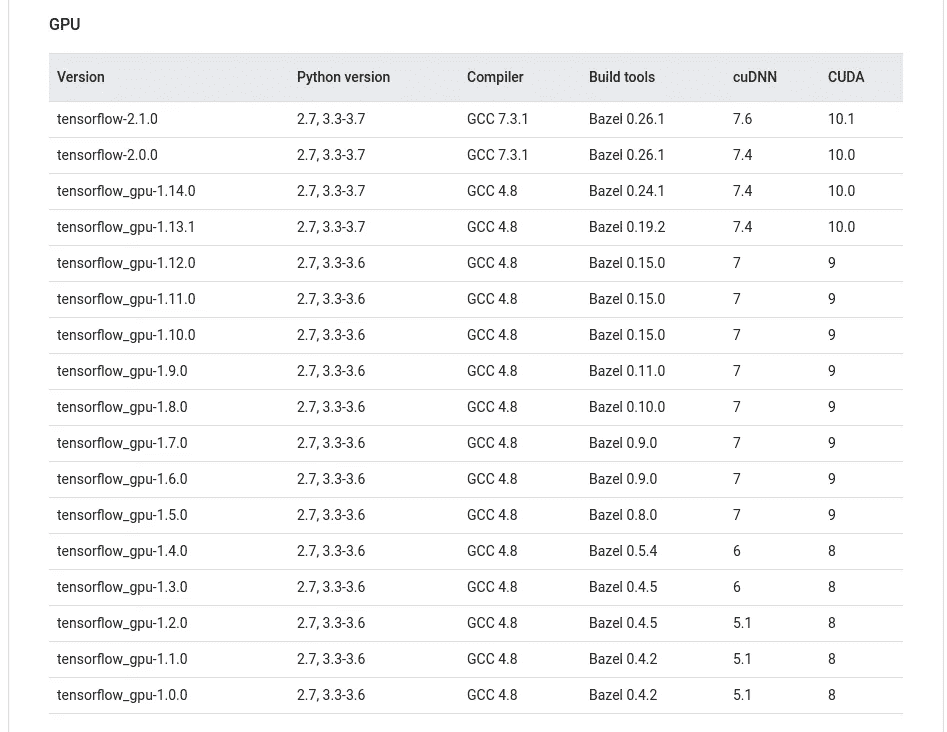 GPU
Version Python version Compiler Build tools cuDNN CUDA
tensorflow-2.1.0 2.7, 3.3-3.7 GCC 7.3.1 Bazel 0.26.1 7.6 10.1
tensorflow-2.0.0 2.7, 3.3-3.7 GCC 7.3.1 Bazel 0.26.1 7.4 10.0
tensorflow_gpu-1.14.0 2.7, 3.3-3.7 GCC 4.8 Bazel 0.24.1 7.4 10.0
tensorflow_gpu-1.13.1 2.7, 3.3-3.7 GCC 4.8 Bazel 0.19.2 7.4 10.0
tensorflow_gpu-1.12.0 2.7, 3.3-3.6 GCC 4.8 Bazel 0.15.0 7 9
tensorflow_gpu-1.11.0 2.7, 3.3-3.6 GCC 4.8 Bazel 0.15.0 7 9
tensorflow_gpu-1.10.0 2.7, 3.3-3.6 GCC 4.8 Bazel 0.15.0 7 9
tensorflow_gpu-1.9.0 2.7, 3.3-3.6 GCC 4.8 Bazel 0.11.0 7 9
tensorflow_gpu-1.8.0 2.7, 3.3-3.6 GCC 4.8 Bazel 0.10.0 7 9
tensorflow_gpu-1.7.0 2.7, 3.3-3.6 GCC 4.8 Bazel 0.9.0 7 9
tensorflow_gpu-1.6.0 2.7, 3.3-3.6 GCC 4.8 Bazel 0.9.0 7 9
tensorflow_gpu-1.5.0 2.7, 3.3-3.6 GCC 4.8 Bazel 0.8.0 7 9
tensorflow_gpu-1.4.0 2.7, 3.3-3.6 GCC 4.8 Bazel 0.5.4 6 8
tensorflow_gpu-1.3.0 2.7, 3.3-3.6 GCC 4.8 Bazel 0.4.5 6 8
tensorflow_gpu-1.2.0 2.7, 3.3-3.6 GCC 4.8 Bazel 0.4.5 5.1 8
tensorflow_gpu-1.1.0 2.7, 3.3-3.6 GCC 4.8 Bazel 0.4.2 5.1 8
tensorflow_gpu-1.0.0 2.7, 3.3-3.6 GCC 4.8 Bazel 0.4.2 5.1 8